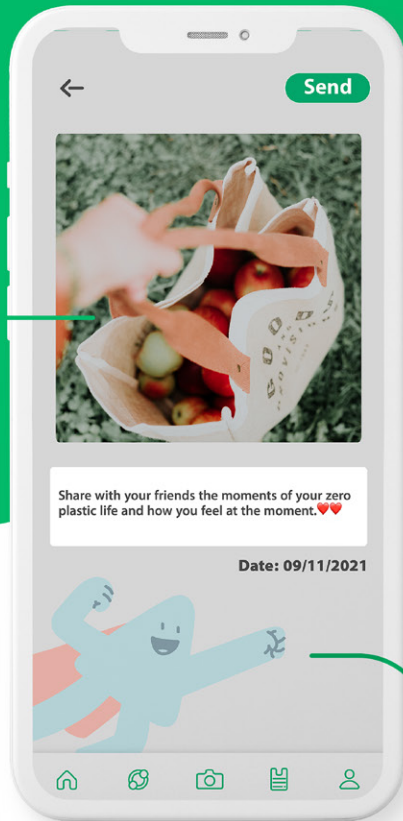 Send
Share with your friends the moments of your zero
plastic life and how you feel at the moment.❤❤
Date: 09/11/2021